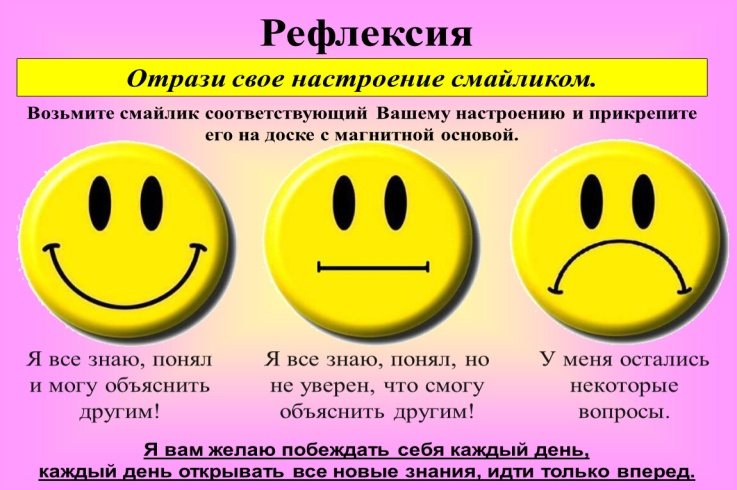 Рефлексия
Отрази свое настроение смайликом.
Возьмите смайлик соответствующий Вашему настроению и прикрепите
его на доске с магнитной основой.
Я все знаю, понял
и могу объяснить
другим!
Я все знаю, понял, но
не уверен, что смогу
объяснить другим!
У меня остались
некоторые
вопросы.
Я вам желаю побеждать себя каждый день,
каждый день открывать все новые знания, идти только вперед.